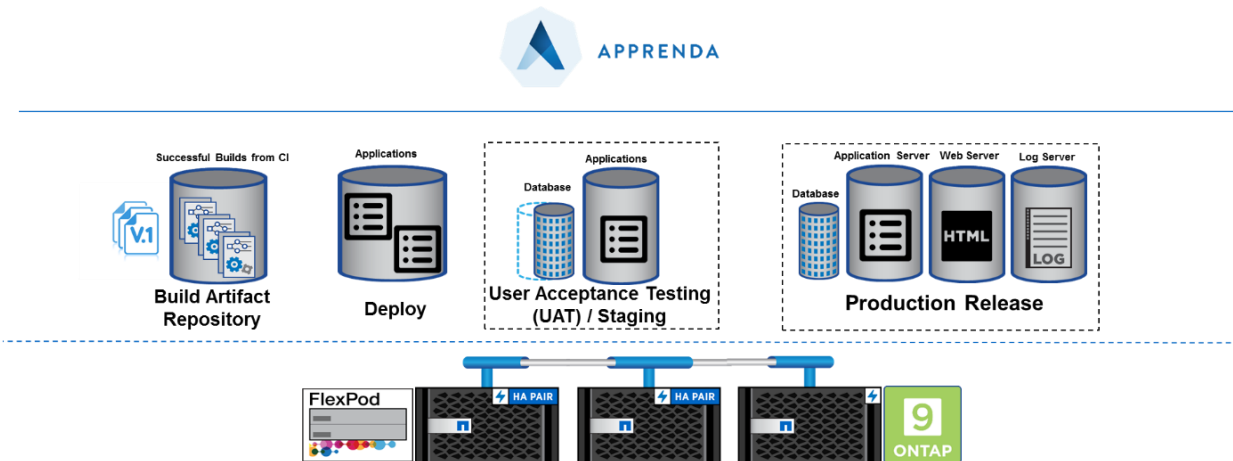 APPRENDA
Successful Builds from CI
V.1
Build Artifact
Repository
Applications
Deploy
Applications
Database
User Acceptance Testing
(UAT) / Staging
Application Server
Web Server
Log Server
Database
HTML
LOG
Production Release
FlexPod
HA PAIR
HA PAIR
9
ONTAP